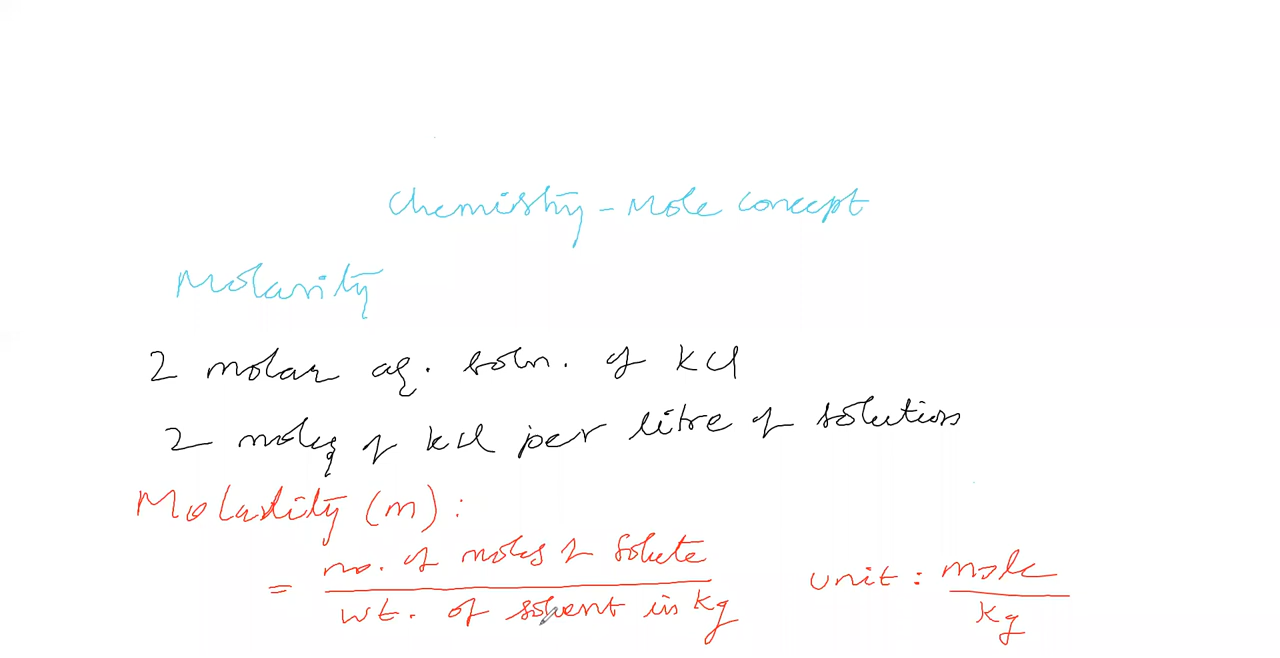 Chemistry - Mole concept
Molarity
2 molar aq. soln. of KCl
2 moles of KCl per litre of solution
Molality (m) :
= no. of moles of solute / wt. of solvent in kg unit : mole / kg